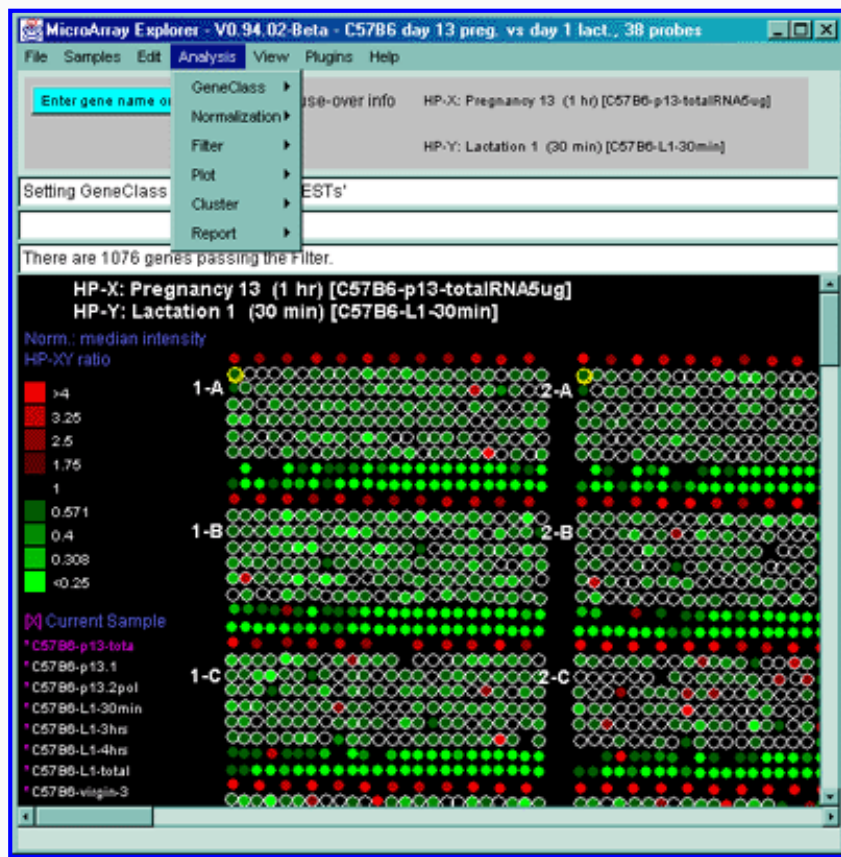 MicroArray Explorer - V0.94.02-Beta - C57B6 day 13 preg. vs day 1 lact., 38 probes
File Samples Edit Analysis View Plugins Help
Enter gene name or
use-over info
HP-X: Pregnancy 13 (1 hr) [C57B6-p13-totalRNA5ug]
HP-Y: Lactation 1 (30 min) [C57B6-L1-30min]
GeneClass
Normalization
Filter
Plot
Cluster
Report
Setting GeneClass ESTs'
There are 1076 genes passing the Filter.
HP-X: Pregnancy 13 (1 hr) [C57B6-p13-totalRNA5ug]
HP-Y: Lactation 1 (30 min) [C57B6-L1-30min]
Norm.: median intensity
HP-XY ratio
>4
3.25
2.5
1.75
1
0.571
0.4
0.308
<0.25
1-A
2-A
1-B
2-B
1-C
2-C
[X] Current Sample
*C57B6-p13-tota
*C57B6-p13.1
*C57B6-p13.2pol
*C57B6-L1-30min
*C57B6-L1-3hrs
*C57B6-L1-4hrs
*C57B6-L1-total
*C57B6-virgin-3